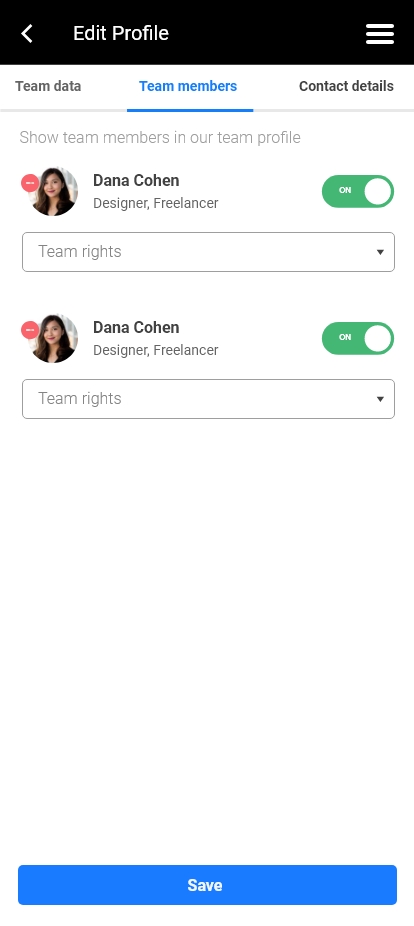 Edit Profile
Team data
Team members
Contact details
Show team members in our team profile
Dana Cohen
Designer, Freelancer
ON
Team rights
Dana Cohen
Designer, Freelancer
ON
Team rights
Save